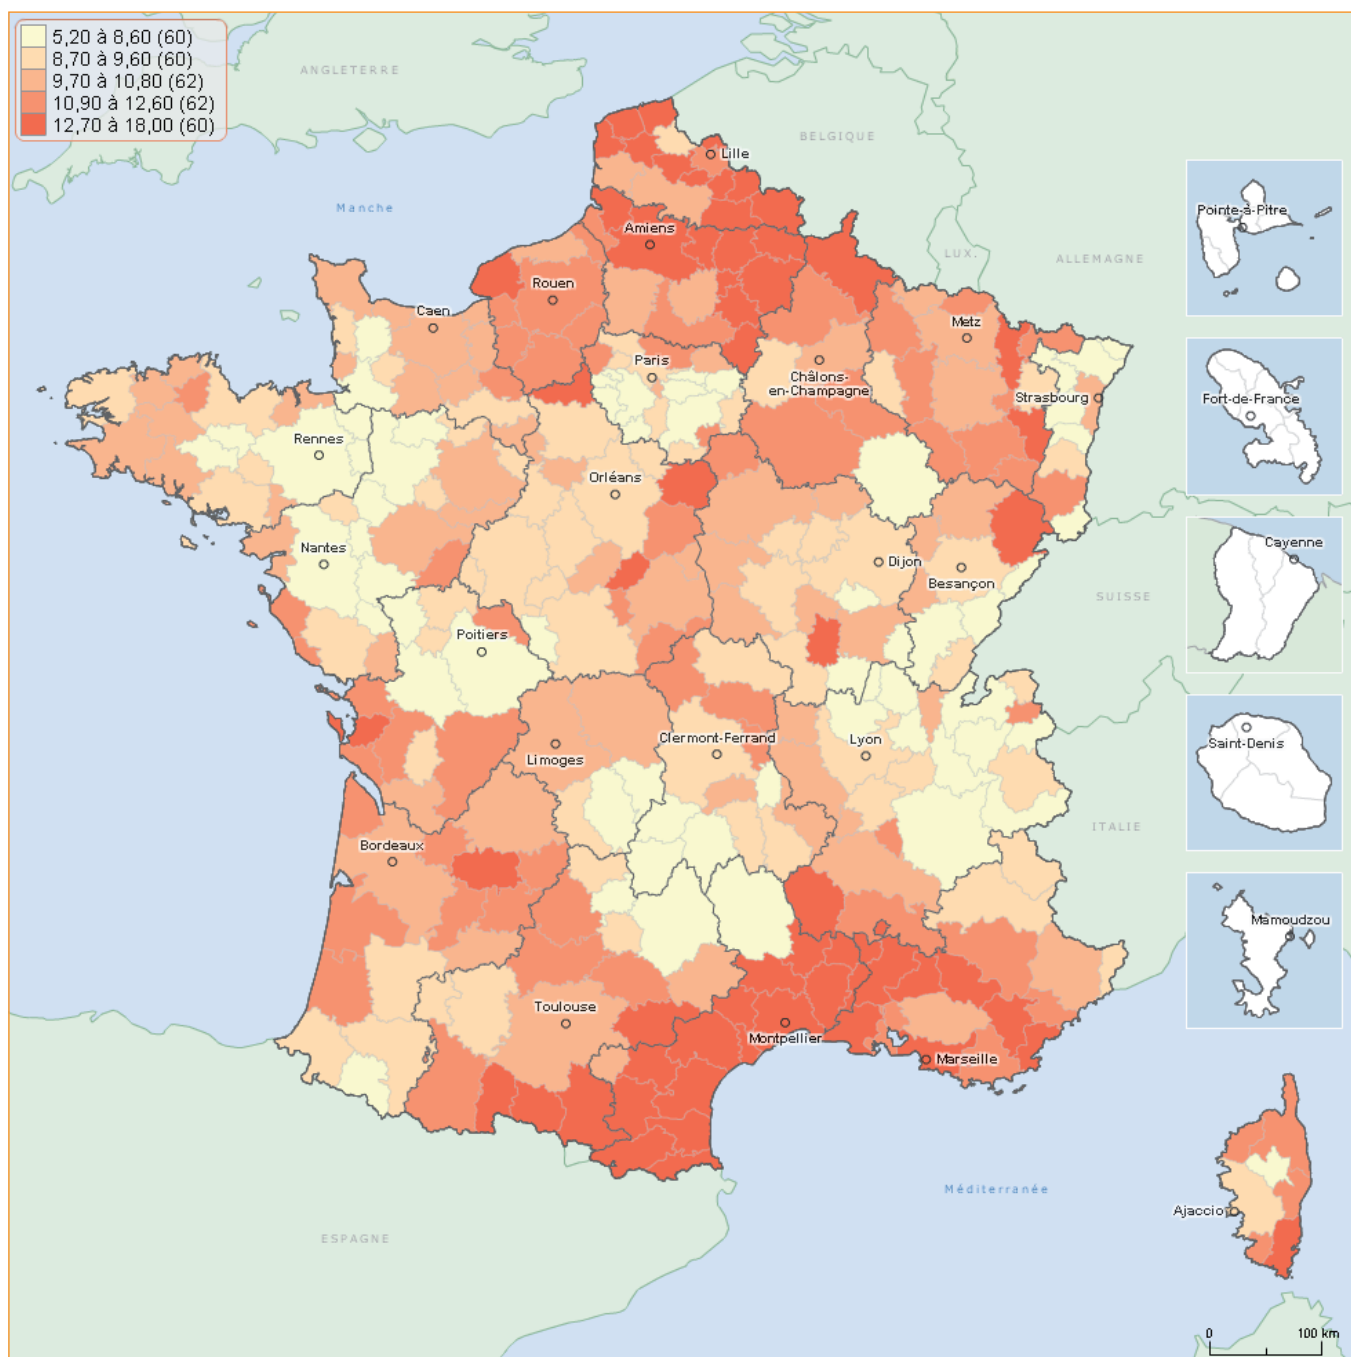 5,20 à 8,60 (60)
8,70 à 9,60 (60)
9,70 à 10,80 (62)
10,90 à 12,60 (62)
12,70 à 18,00 (60)
ANGLETERRE
BELGIQUE
Lille
Manche
Pointe-à-Pitre
Amiens
LUX.
ALLEMAGNE
Rouen
Caen
Metz
Paris
Châlons-
en-Champagne
Strasbourg
Fort-de-France
Rennes
Orléans
Nantes
Dijon
Besançon
Cayenne
SUISSE
Poitiers
Clermont-Ferrand
Lyon
Saint-Denis
Limoges
ITALIE
Bordeaux
Mamoudzou
Toulouse
Montpellier
Marseille
Méditerranée
Ajaccio
ESPAGNE
0
100 km